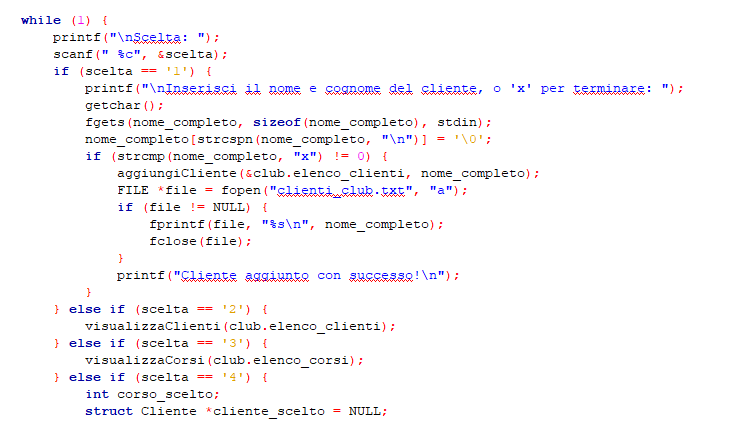 while (1) {
printf("\nScelta: ");
scanf(" %c", &scelta);
if (scelta == '1') {
printf("\nInserisci il nome e cognome del cliente, o 'x' per terminare: ");
getchar();
fgets(nome_completo, sizeof(nome_completo), stdin);
nome_completo[strcspn(nome_completo, "\n")] = '\0';
if (strcmp(nome_completo, "x") != 0) {
aggiungiCliente(&club.elenco_clienti, nome_completo);
FILE *file = fopen("clienti_club.txt", "a");
if (file != NULL) {
fprintf(file, "%s\n", nome_completo);
fclose(file);
}
printf("Cliente aggiunto con successo!\n");
}
} else if (scelta == '2') {
visualizzaClienti(club.elenco_clienti);
} else if (scelta == '3') {
visualizzaCorsi(club.elenco_corsi);
} else if (scelta == '4') {
int corso_scelto;
struct Cliente *cliente_scelto = NULL;